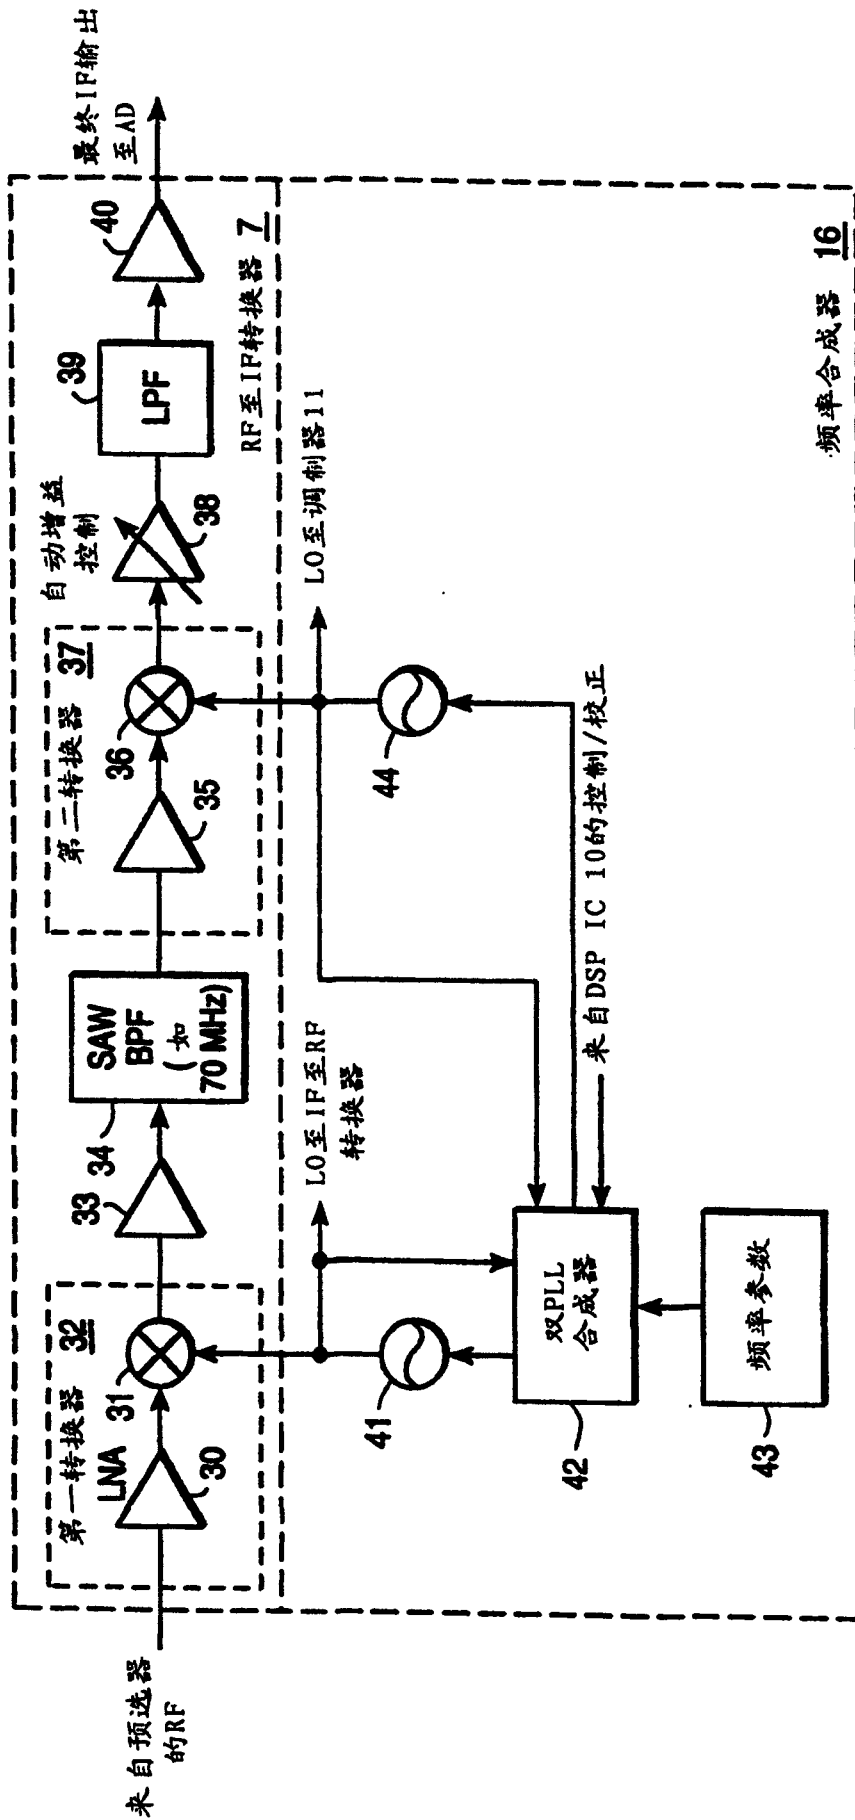 来自预选器
的RF
第一转换器 32
LNA
30
31
33
34
SAW
BPF
(如
70 MHz)
第二转换器 37
35
36
自动增益
控制
38
39
LPF
40
最终IF输出
至AD
RF至IF转换器 7
LO至IF至RF
转换器
LO至调制器11
41
44
双PLL
合成器
42
来自DSP IC 10的控制/校正
频率参数
43
频率合成器 16